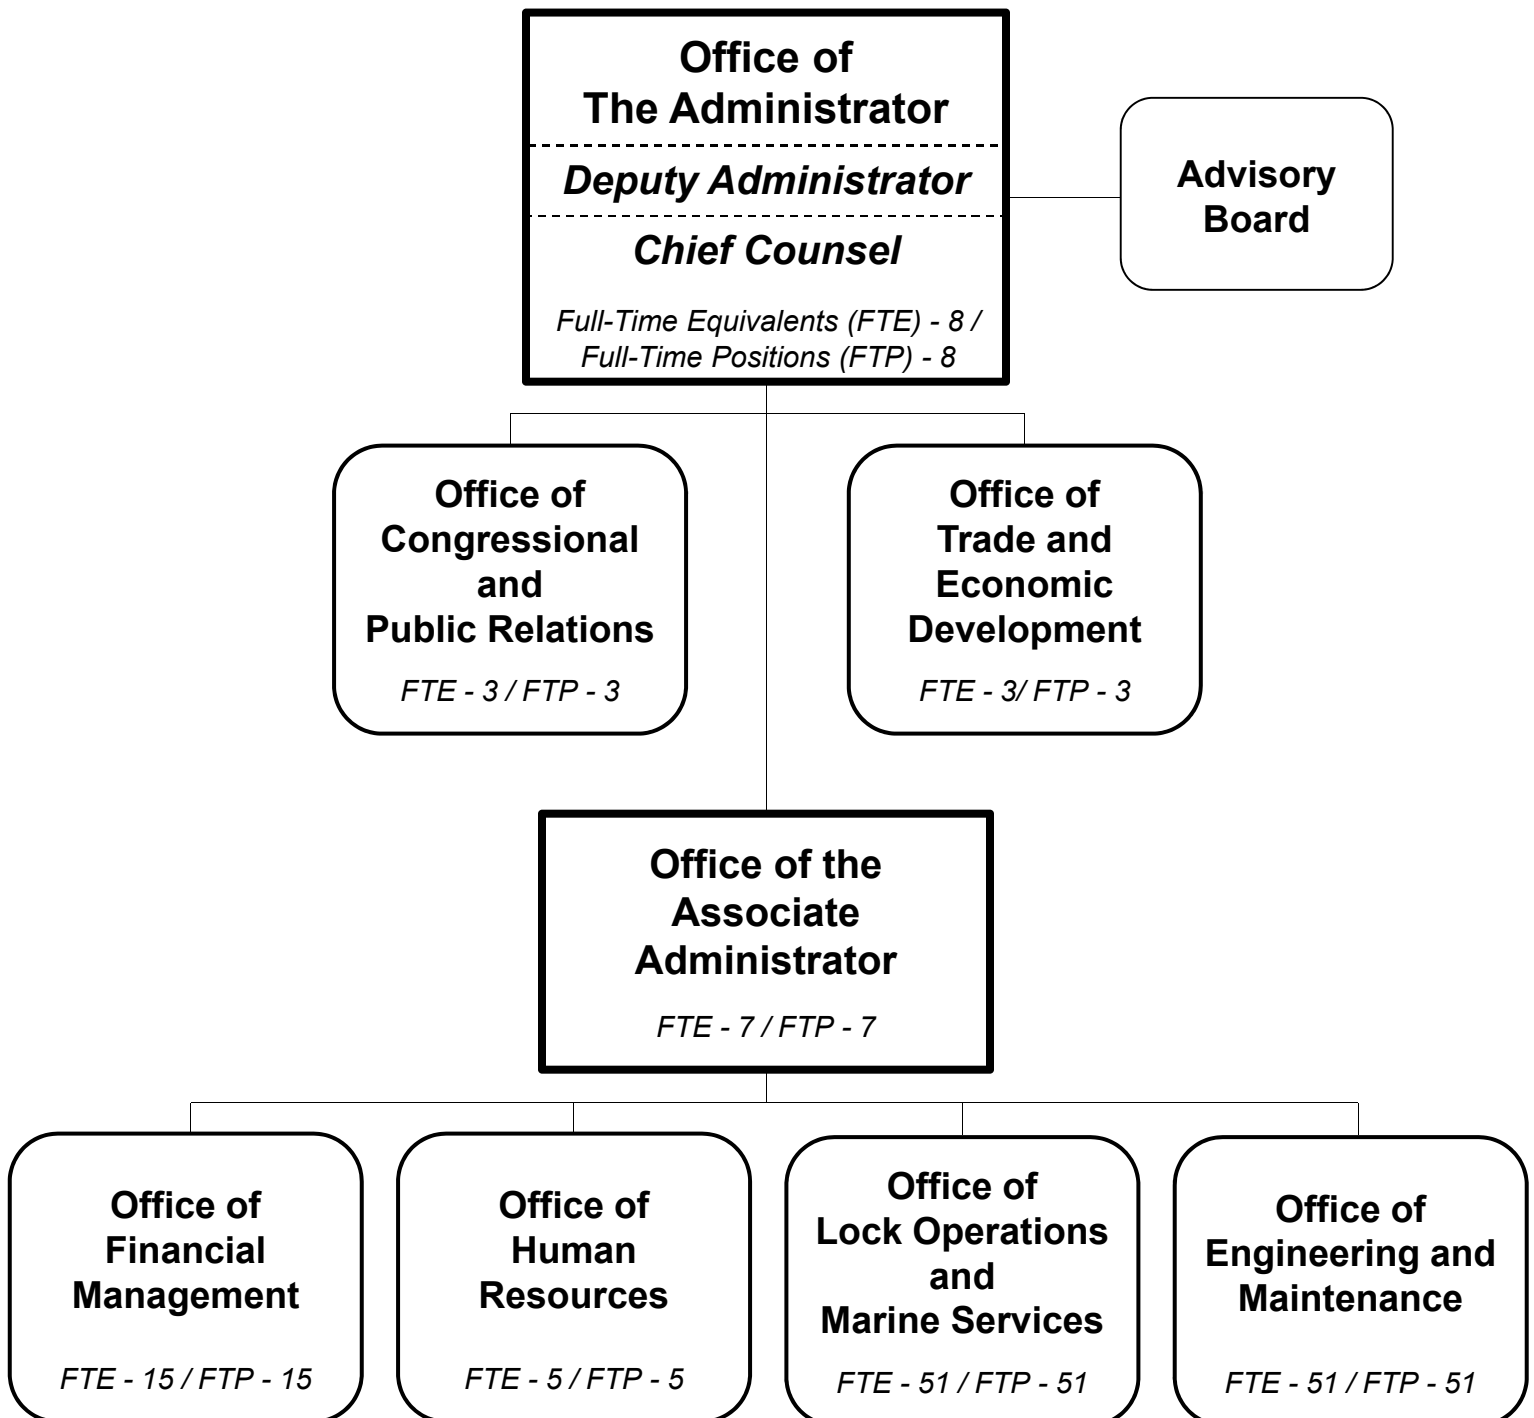 Office of
The Administrator
Deputy Administrator
Chief Counsel
Full-Time Equivalents (FTE) - 8 /
Full-Time Positions (FTP) - 8
Advisory
Board
Office of
Congressional
and
Public Relations
FTE - 3 / FTP - 3
Office of
Trade and
Economic
Development
FTE - 3/ FTP - 3
Office of the
Associate
Administrator
FTE - 7 / FTP - 7
Office of
Financial
Management
FTE - 15 / FTP - 15
Office of
Human
Resources
FTE - 5 / FTP - 5
Office of
Lock Operations
and
Marine Services
FTE - 51 / FTP - 51
Office of
Engineering and
Maintenance
FTE - 51 / FTP - 51